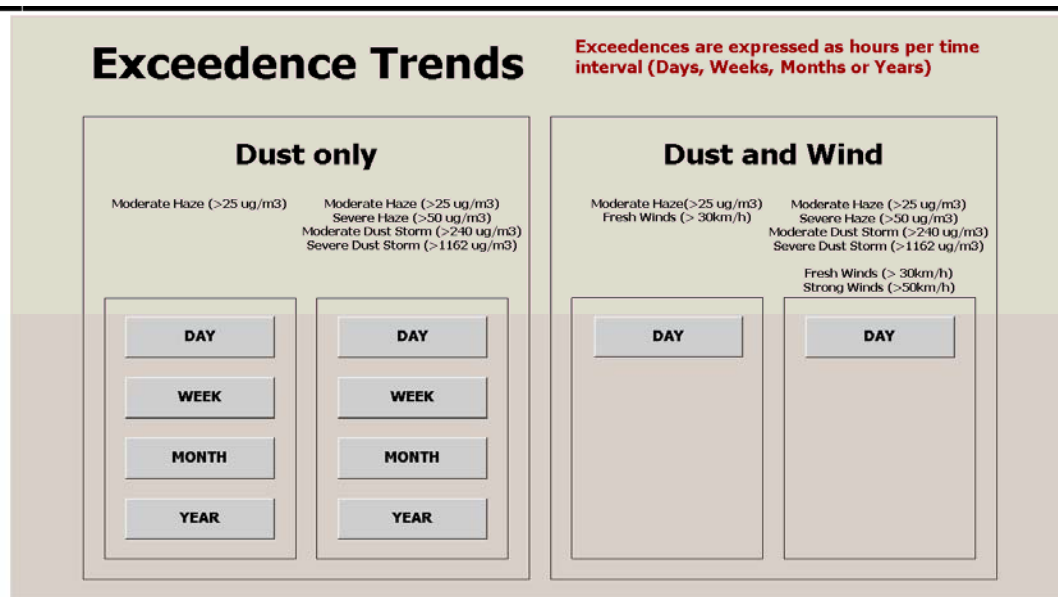 Exceedence Trends
Exceedences are expressed as hours per time
interval (Days, Weeks, Months or Years)
Dust only
Moderate Haze (>25 ug/m3)
Moderate Haze (>25 ug/m3)
Severe Haze (>50 ug/m3)
Moderate Dust Storm (>240 ug/m3)
Severe Dust Storm (>1162 ug/m3)
DAY
WEEK
MONTH
YEAR
DAY
WEEK
MONTH
YEAR
Dust and Wind
Moderate Haze(>25 ug/m3)
Fresh Winds (> 30km/h)
Moderate Haze (>25 ug/m3)
Severe Haze (>50 ug/m3)
Moderate Dust Storm (>240 ug/m3)
Severe Dust Storm (>1162 ug/m3)
Fresh Winds (> 30km/h)
Strong Winds (>50km/h)
DAY
DAY